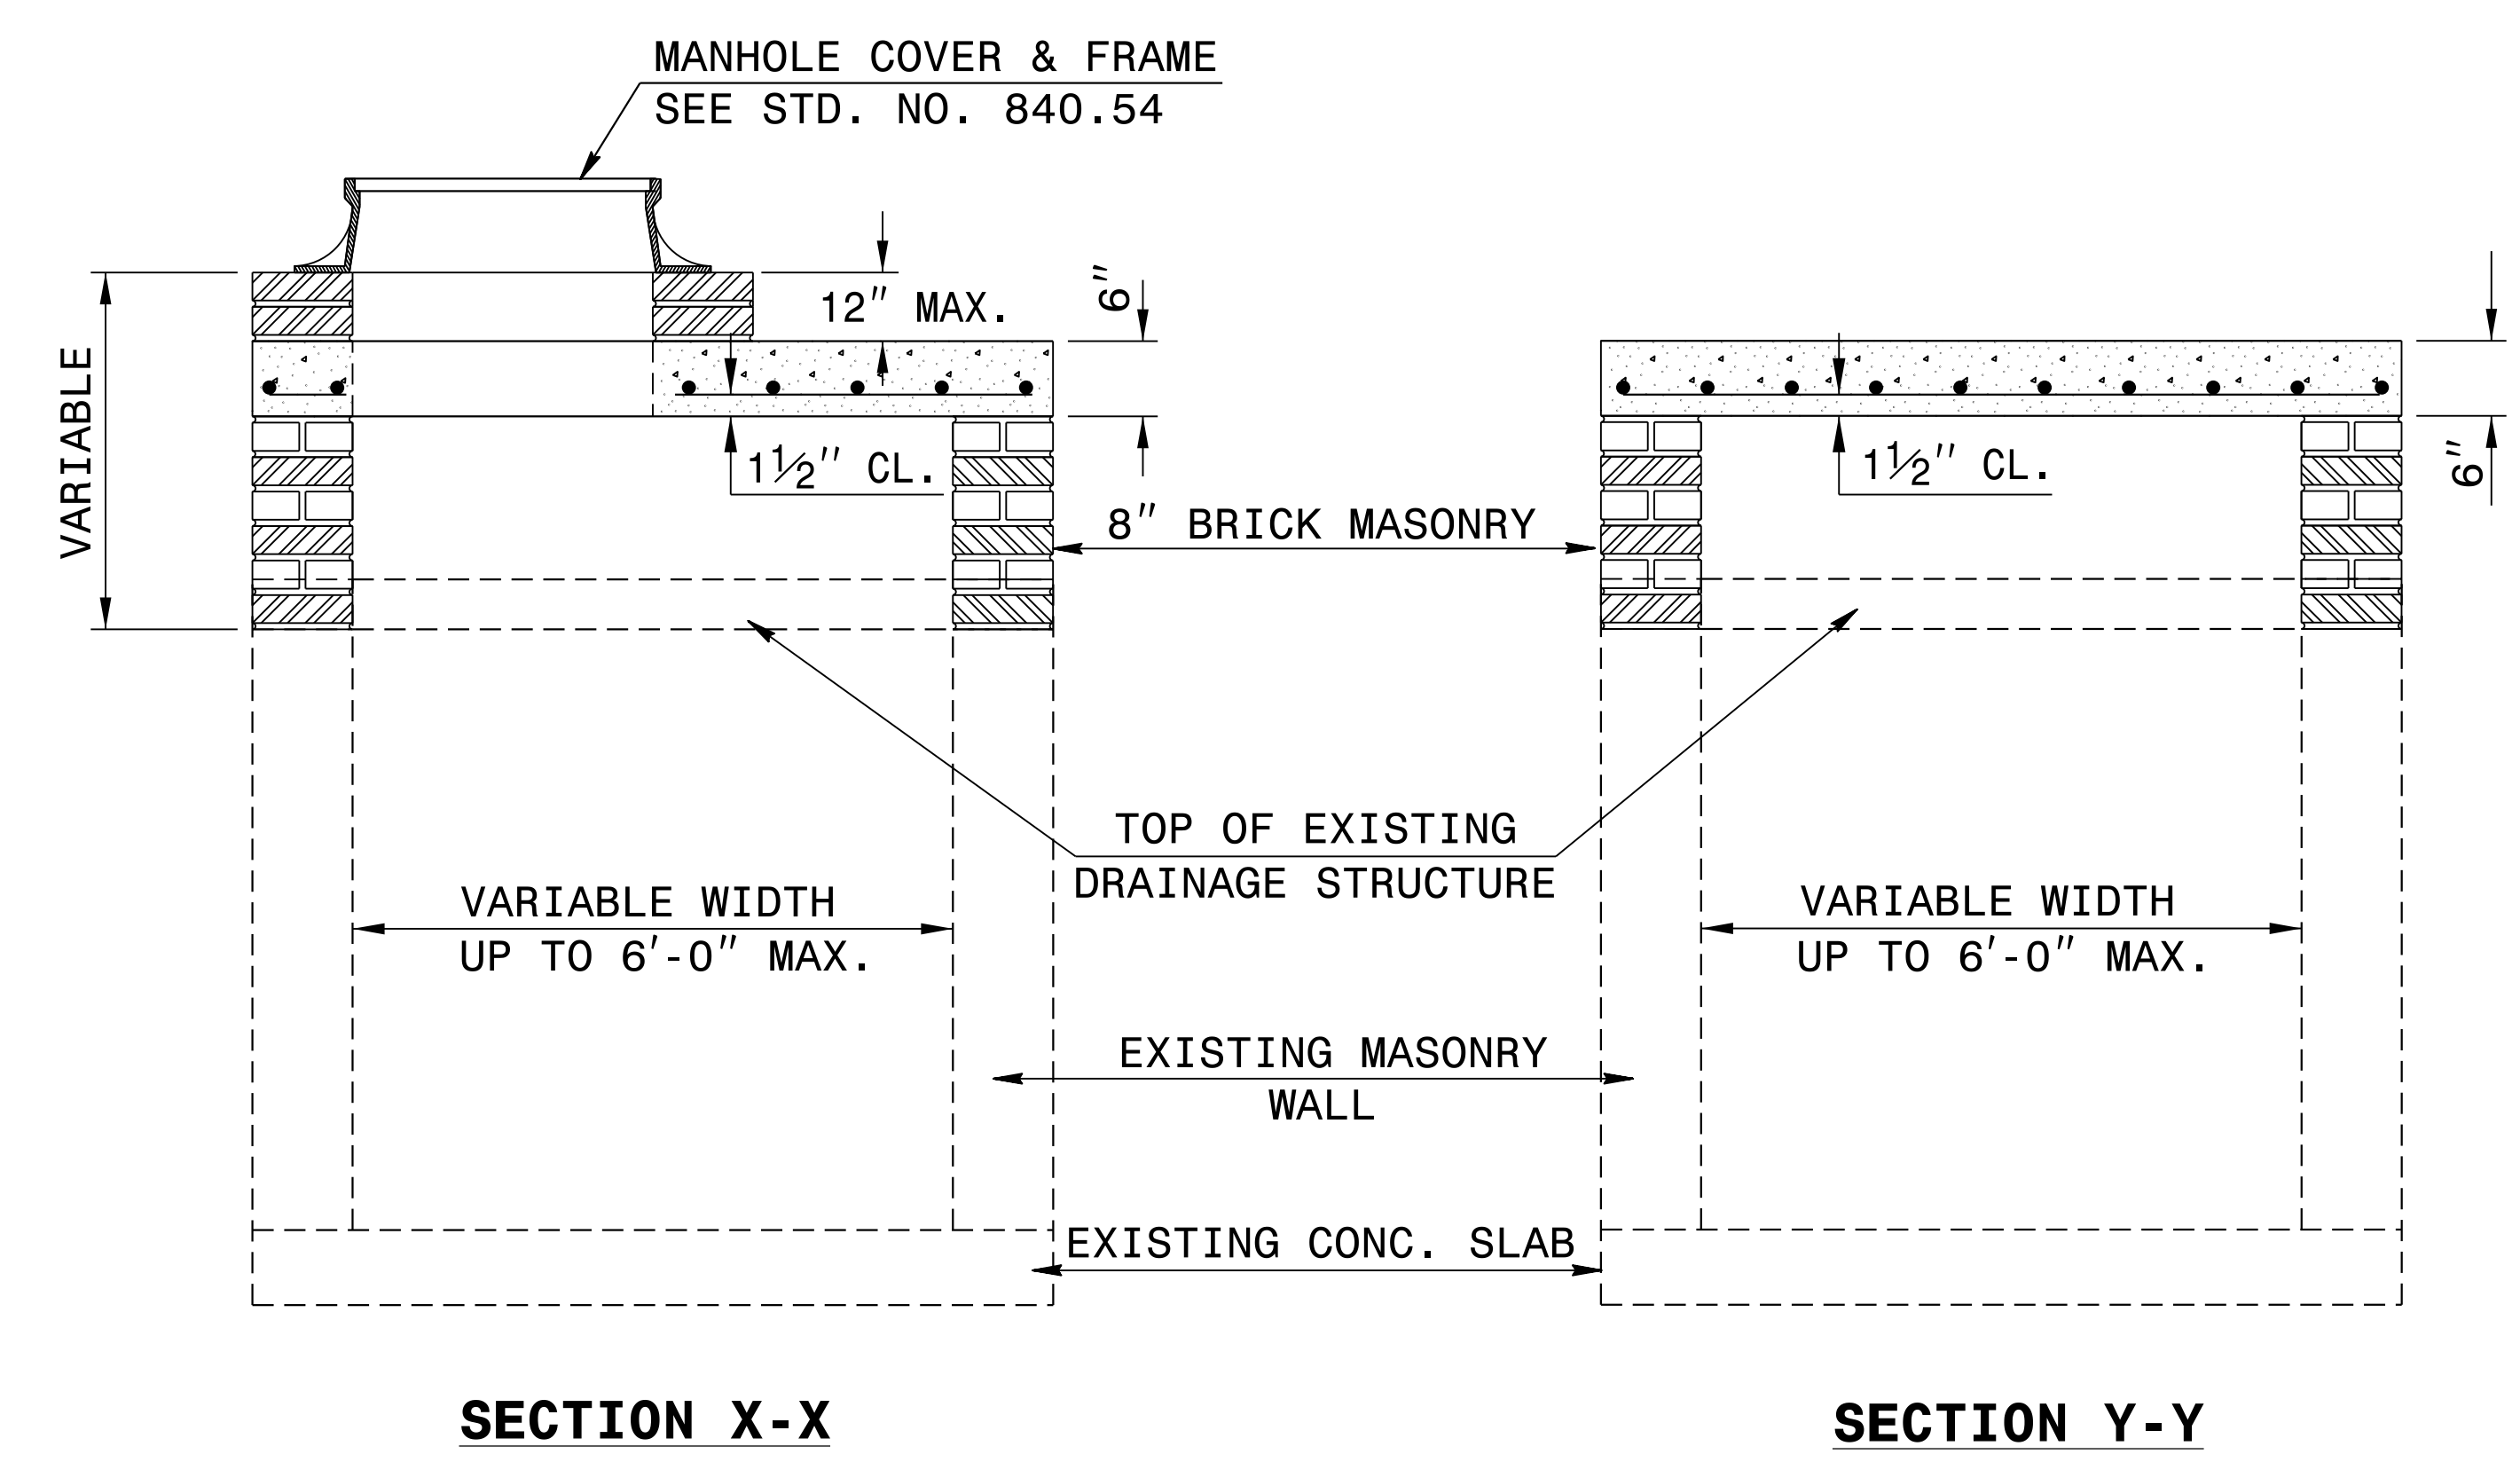 MANHOLE COVER & FRAME
SEE STD. NO. 840.54
12" MAX.
6"
VARIABLE
1½" CL.
1½" CL.
6"
8" BRICK MASONRY
TOP OF EXISTING
DRAINAGE STRUCTURE
VARIABLE WIDTH
UP TO 6'-0" MAX.
VARIABLE WIDTH
UP TO 6'-0" MAX.
EXISTING MASONRY
WALL
EXISTING CONC. SLAB
SECTION X-X
SECTION Y-Y